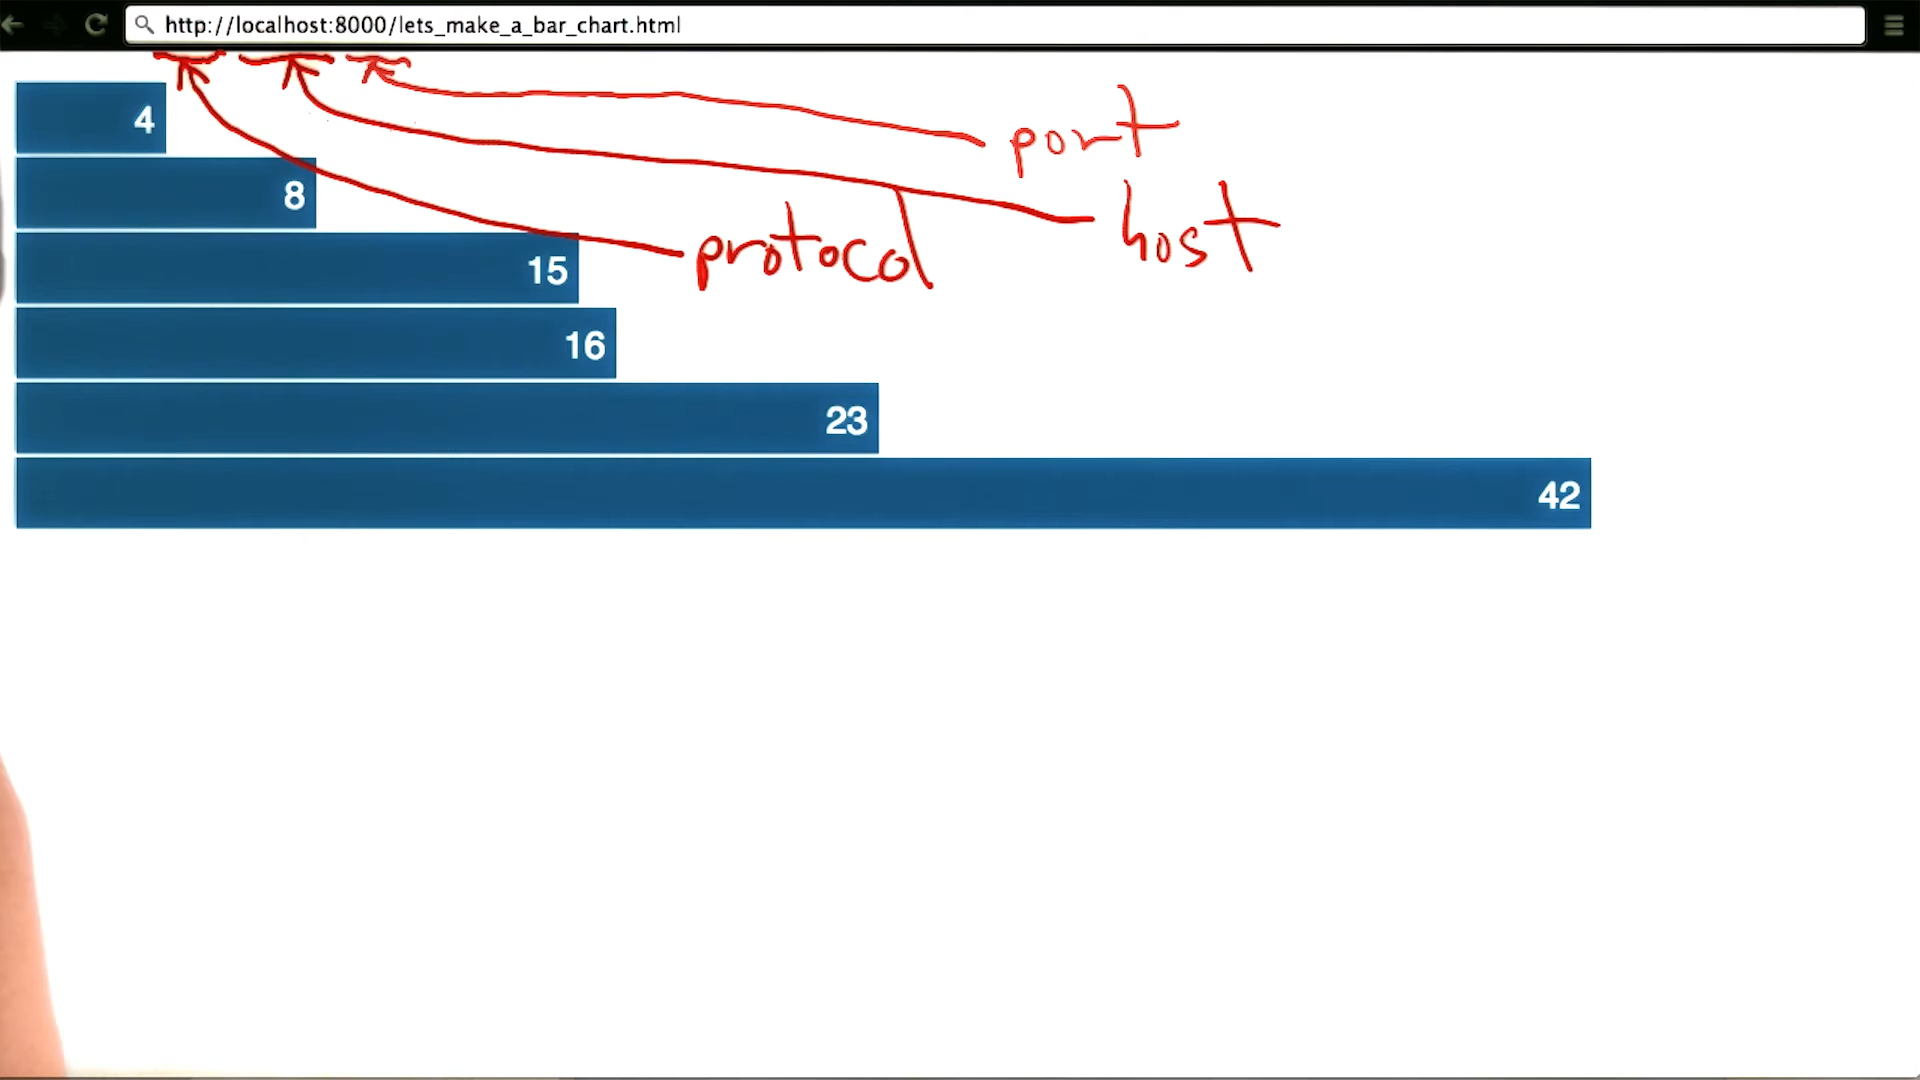 http://localhost:8000/lets_make_a_bar_chart.html
4
port
8
host
protocol
15
16
23
42